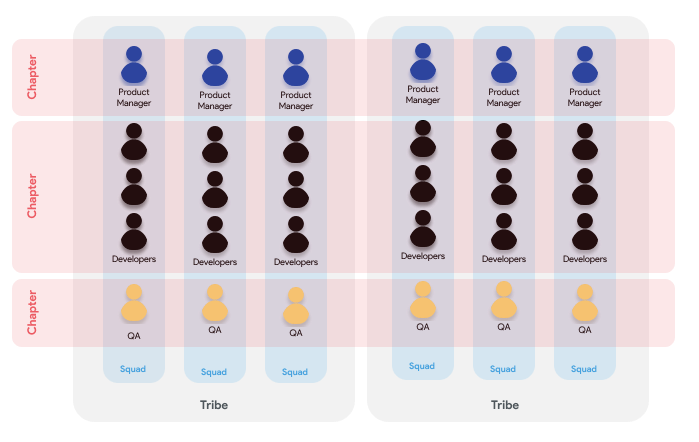 Chapter
Product
Manager
Product
Manager
Product
Manager
Product
Manager
Product
Manager
Product
Manager
Chapter
Developers
Developers
Developers
Developers
Developers
Developers
Chapter
QA
QA
QA
QA
QA
QA
Squad
Squad
Squad
Squad
Squad
Squad
Tribe
Tribe